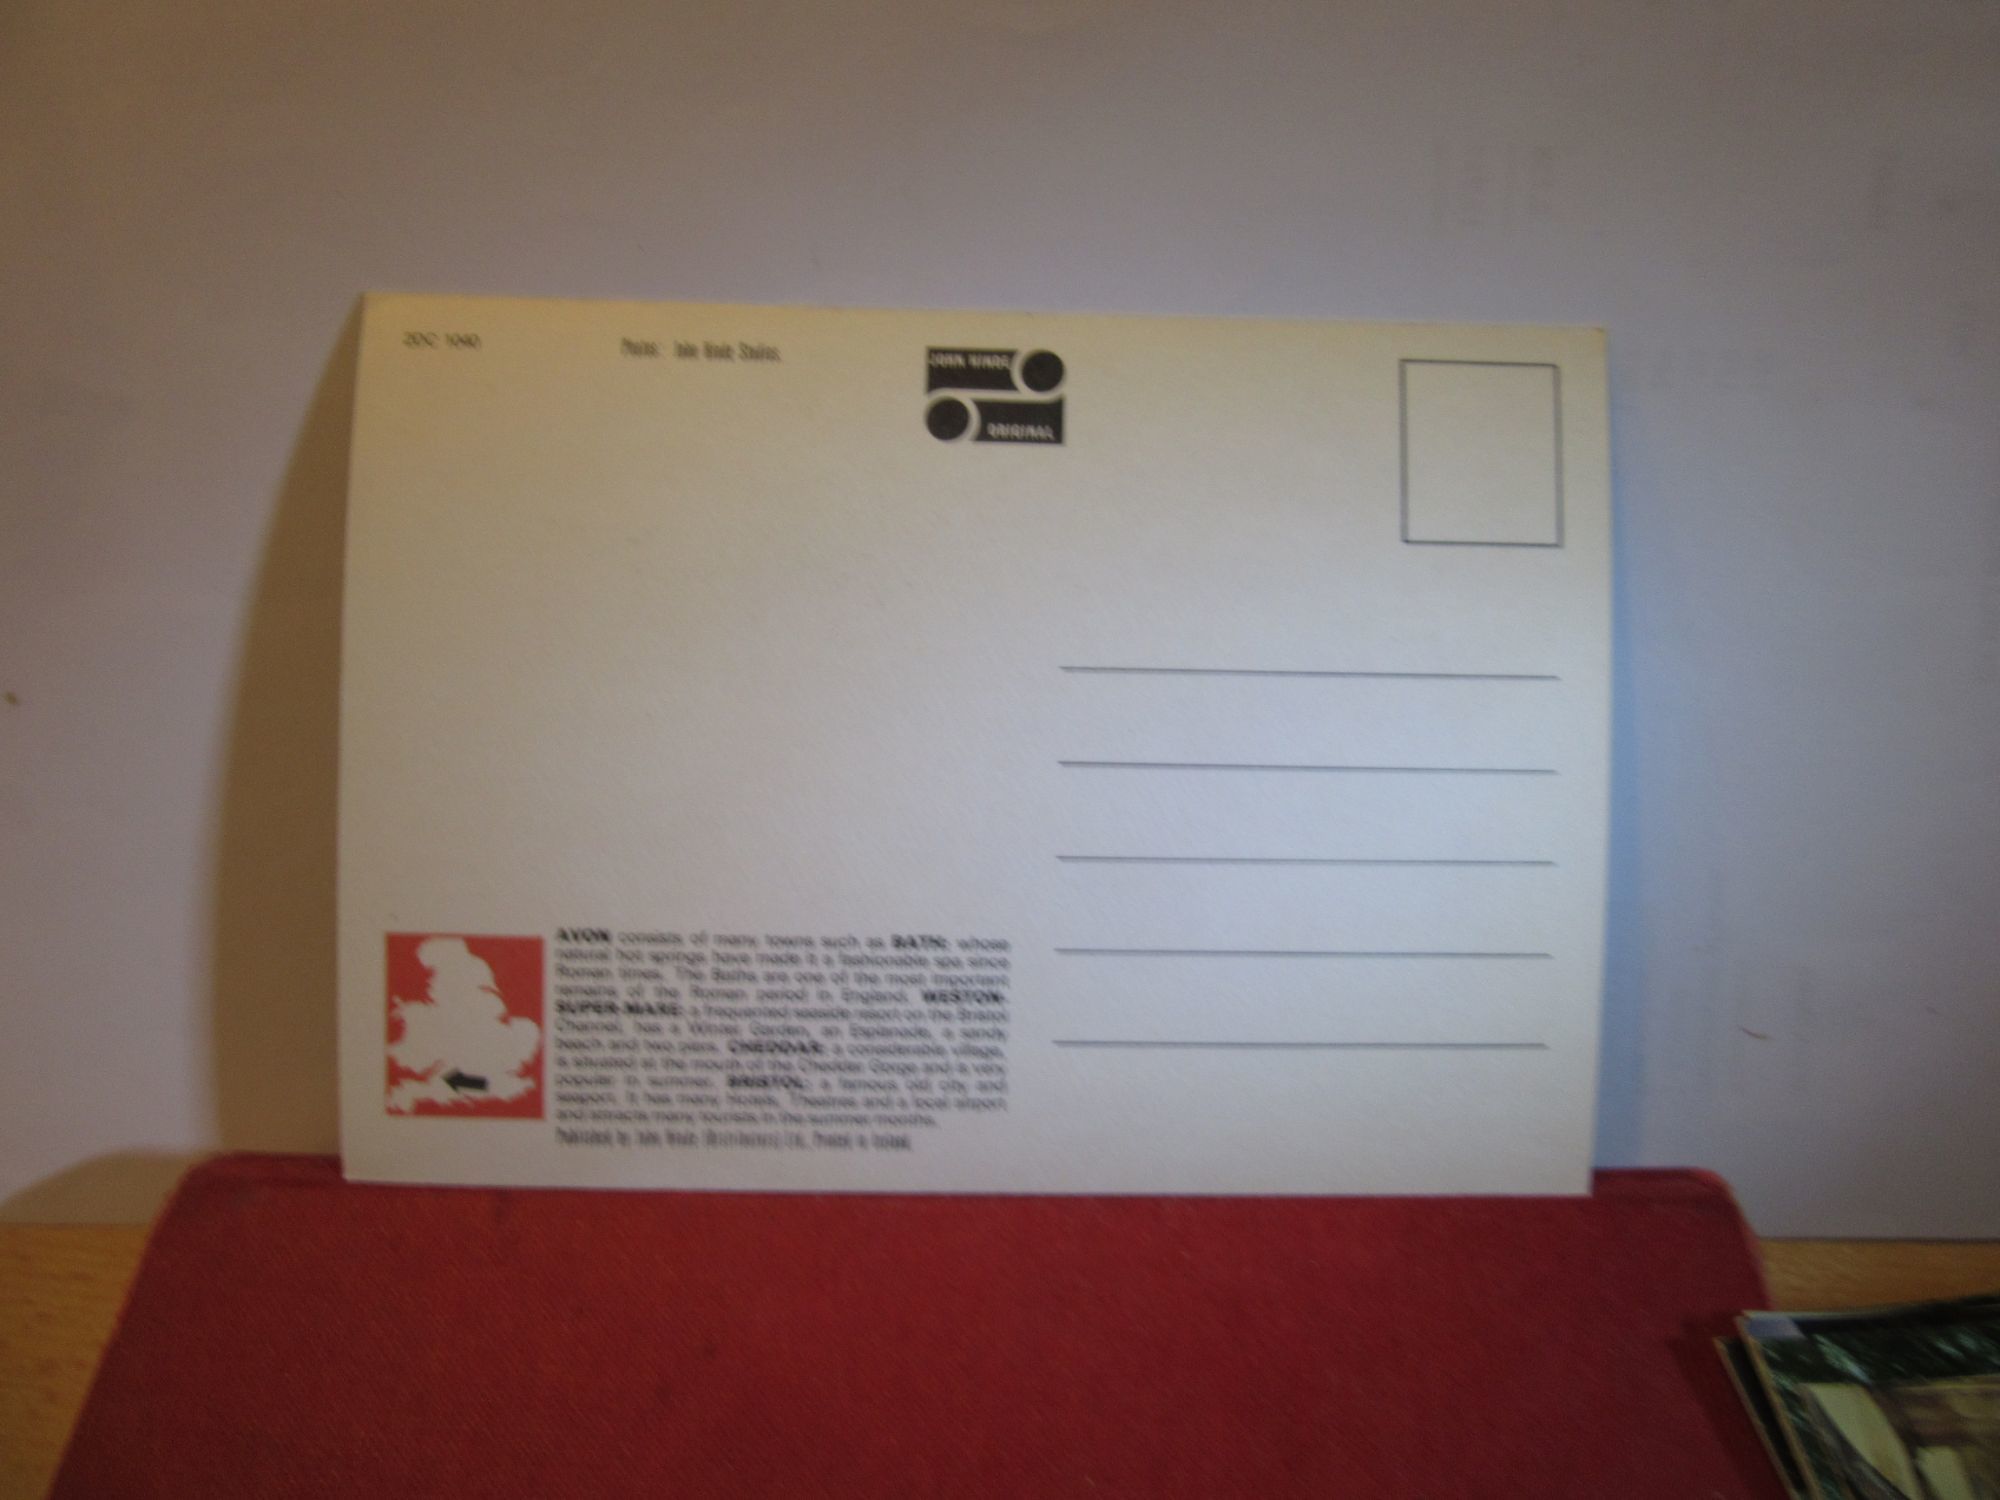 2DC 1040
Photo: John Hinde Studios.
JOHN HINDE
ORIGINAL
AVON consists of many towns such as BATH: whose
natural hot springs have made it a fashionable spa since
Roman times. The Baths are one of the most important
remains of the Roman period in England. WESTON-
SUPER-MARE: a frequented seaside resort on the Bristol
Channel, has a Winter Garden, an Esplanade, a sandy
beach and two piers. CHEDDAR: a considerable village,
is situated at the mouth of the Cheddar Gorge and is very
popular in summer. BRISTOL: a famous old city and
seaport. It has many Hotels, Theatres and a local airport
and attracts many tourists in the summer months.
Published by John Hinde (Distributors) Ltd., Printed in Ireland.